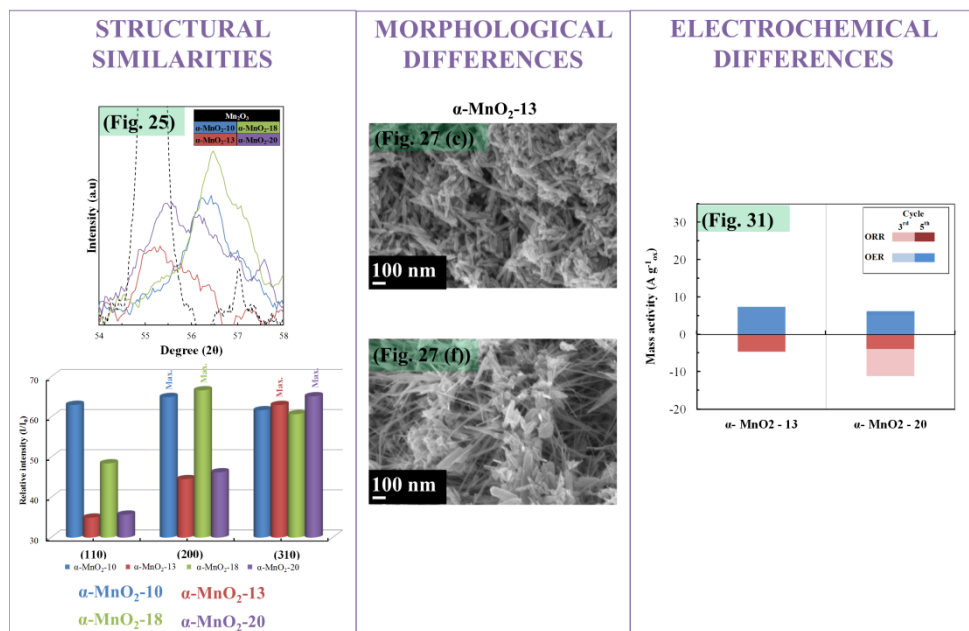 STRUCTURAL
SIMILARITIES
(Fig. 25)
Mn₂O₃
α-MnO₂-10 α-MnO₂-18
α-MnO₂-13 α-MnO₂-20
Intensity (a.u)
54 55 56 57 58
Degree (2θ)
Relative intensity (I/I₀)
70
60
50
40
30
Max. Max. Max. Max.
(110) (200) (310)
α-MnO₂-10 α-MnO₂-13 α-MnO₂-18 α-MnO₂-20
α-MnO₂-10 α-MnO₂-13
α-MnO₂-18 α-MnO₂-20
MORPHOLOGICAL
DIFFERENCES
α-MnO₂-13
(Fig. 27 (c))
100 nm
(Fig. 27 (f))
100 nm
ELECTROCHEMICAL
DIFFERENCES
(Fig. 31)
Cycle
3rd 5th
ORR
OER
Mass activity (A g⁻¹ox)
30
20
10
0
-10
-20
α- MnO2 - 13 α- MnO2 - 20